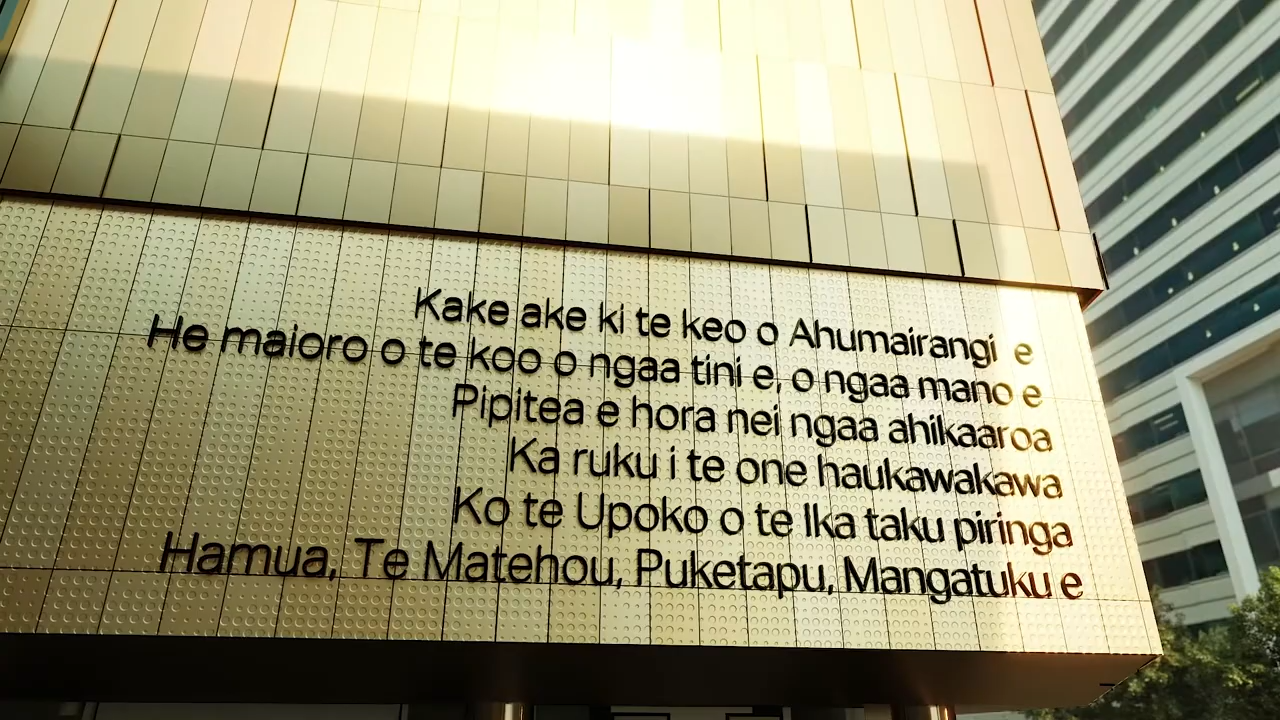 Kake ake ki te keo o Ahumairangi e
He maioro o te koo o ngaa tini e, o ngaa mano e
Pipitea e hora nei ngaa ahikaaroa
Ka ruku i te one haukawakawa
Ko te Upoko o te Ika taku piringa
Hamua, Te Matehou, Puketapu, Mangatuku e